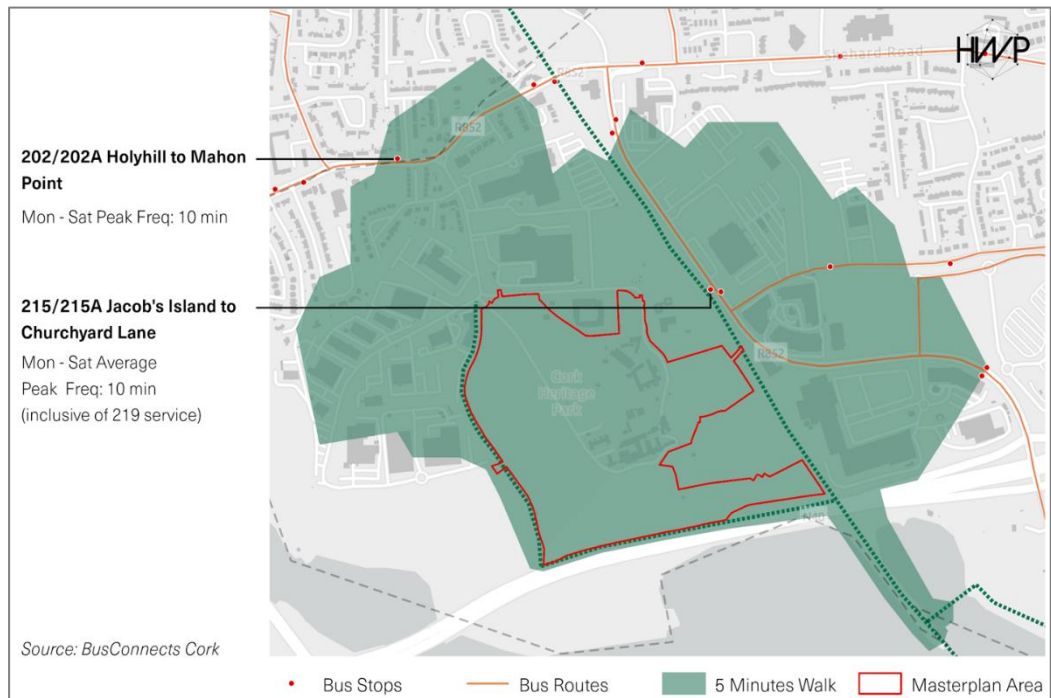 HWP
Skehard Road
R852
R852
202/202A Holyhill to Mahon
Point
Mon - Sat Peak Freq: 10 min
215/215A Jacob's Island to
Churchyard Lane
Mon - Sat Average
Peak Freq: 10 min
(inclusive of 219 service)
R852
Cork
Heritage
Park
N40
Source: BusConnects Cork
Bus Stops
Bus Routes
5 Minutes Walk
Masterplan Area